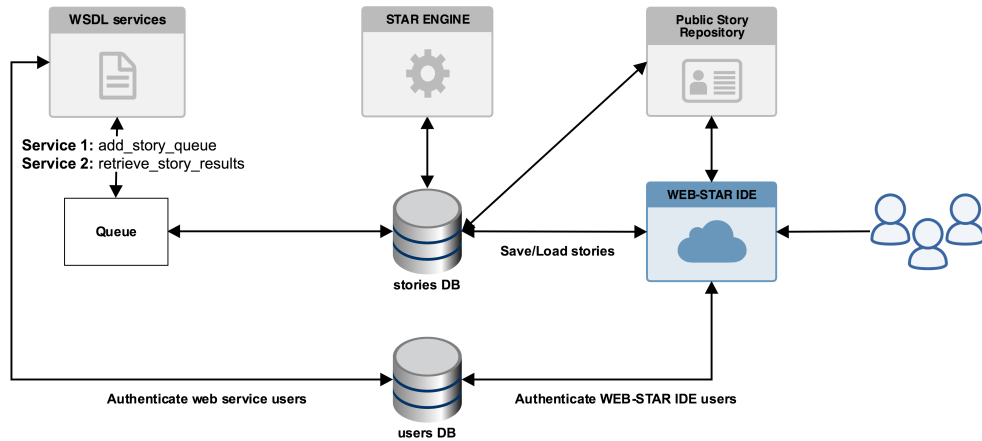 WSDL services
STAR ENGINE
Public Story
Repository
Service 1: add_story_queue
Service 2: retrieve_story_results
WEB-STAR IDE
Queue
Save/Load stories
stories DB
Authenticate web service users
Authenticate WEB-STAR IDE users
users DB